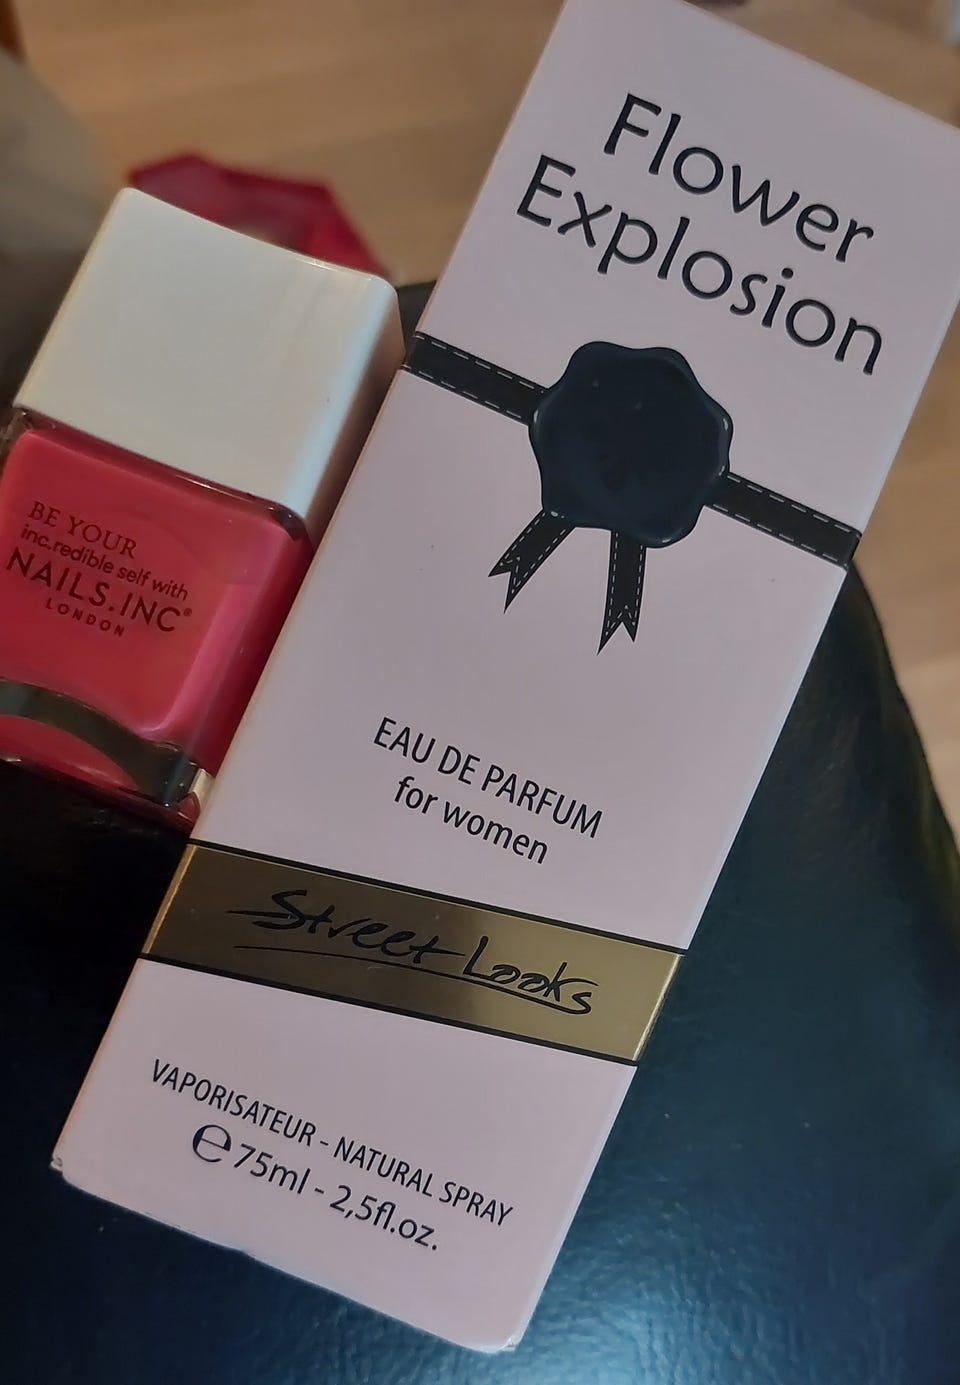 Flower
Explosion
BE YOUR
inc.redible self with
NAILS.INC®
LONDON
EAU DE PARFUM
for women
Street Looks
VAPORISATEUR - NATURAL SPRAY
℮ 75ml - 2,5fl.oz.